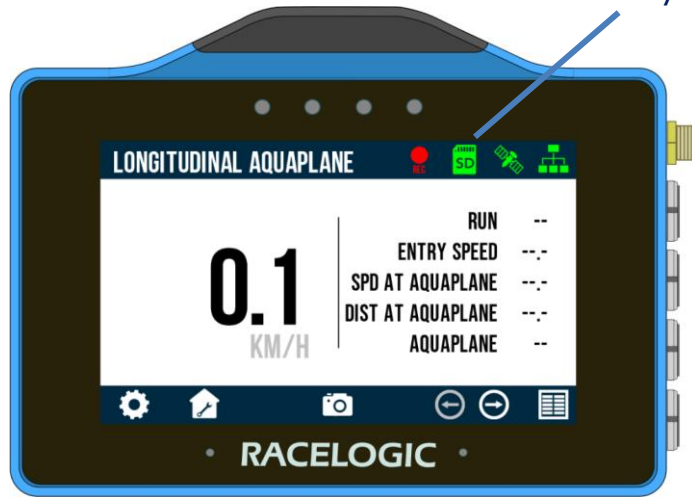 LONGITUDINAL AQUAPLANE REC SD
RUN --
ENTRY SPEED --.-
SPD AT AQUAPLANE --.-
DIST AT AQUAPLANE --.-
AQUAPLANE --
0.1
KM/H
RACELOGIC